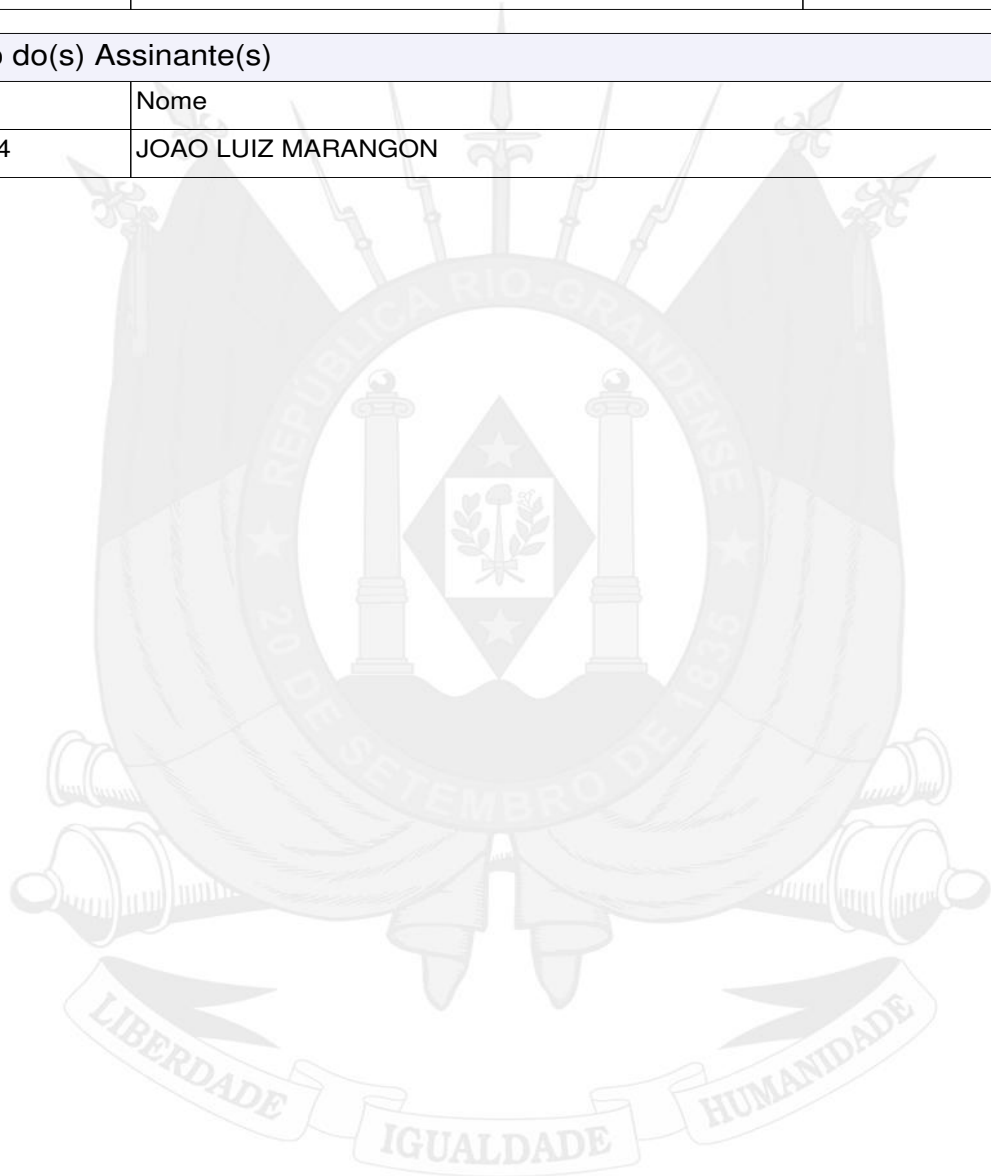 o do(s) Assinante(s)
Nome
4 JOAO LUIZ MARANGON
REPÚBLICA RIO-GRANDENSE
★ 20 DE SETEMBRO DE 1835 ★
LIBERDADE IGUALDADE HUMANIDADE